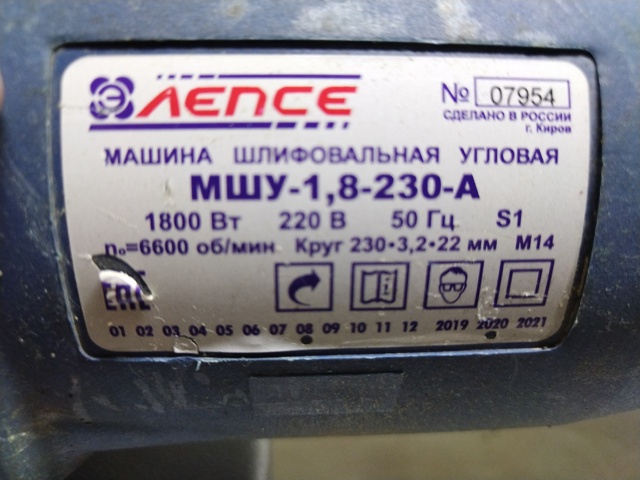 ЛЕПСЕ
№ 07954
СДЕЛАНО В РОССИИ
г. Киров
МАШИНА ШЛИФОВАЛЬНАЯ УГЛОВАЯ
МШУ-1,8-230-А
1800 Вт 220 В 50 Гц S1
n₀=6600 об/мин Круг 230•3,2•22 мм М14
ЕАС
01 02 03 04 05 06 07 08 09 10 11 12 2019 2020 2021